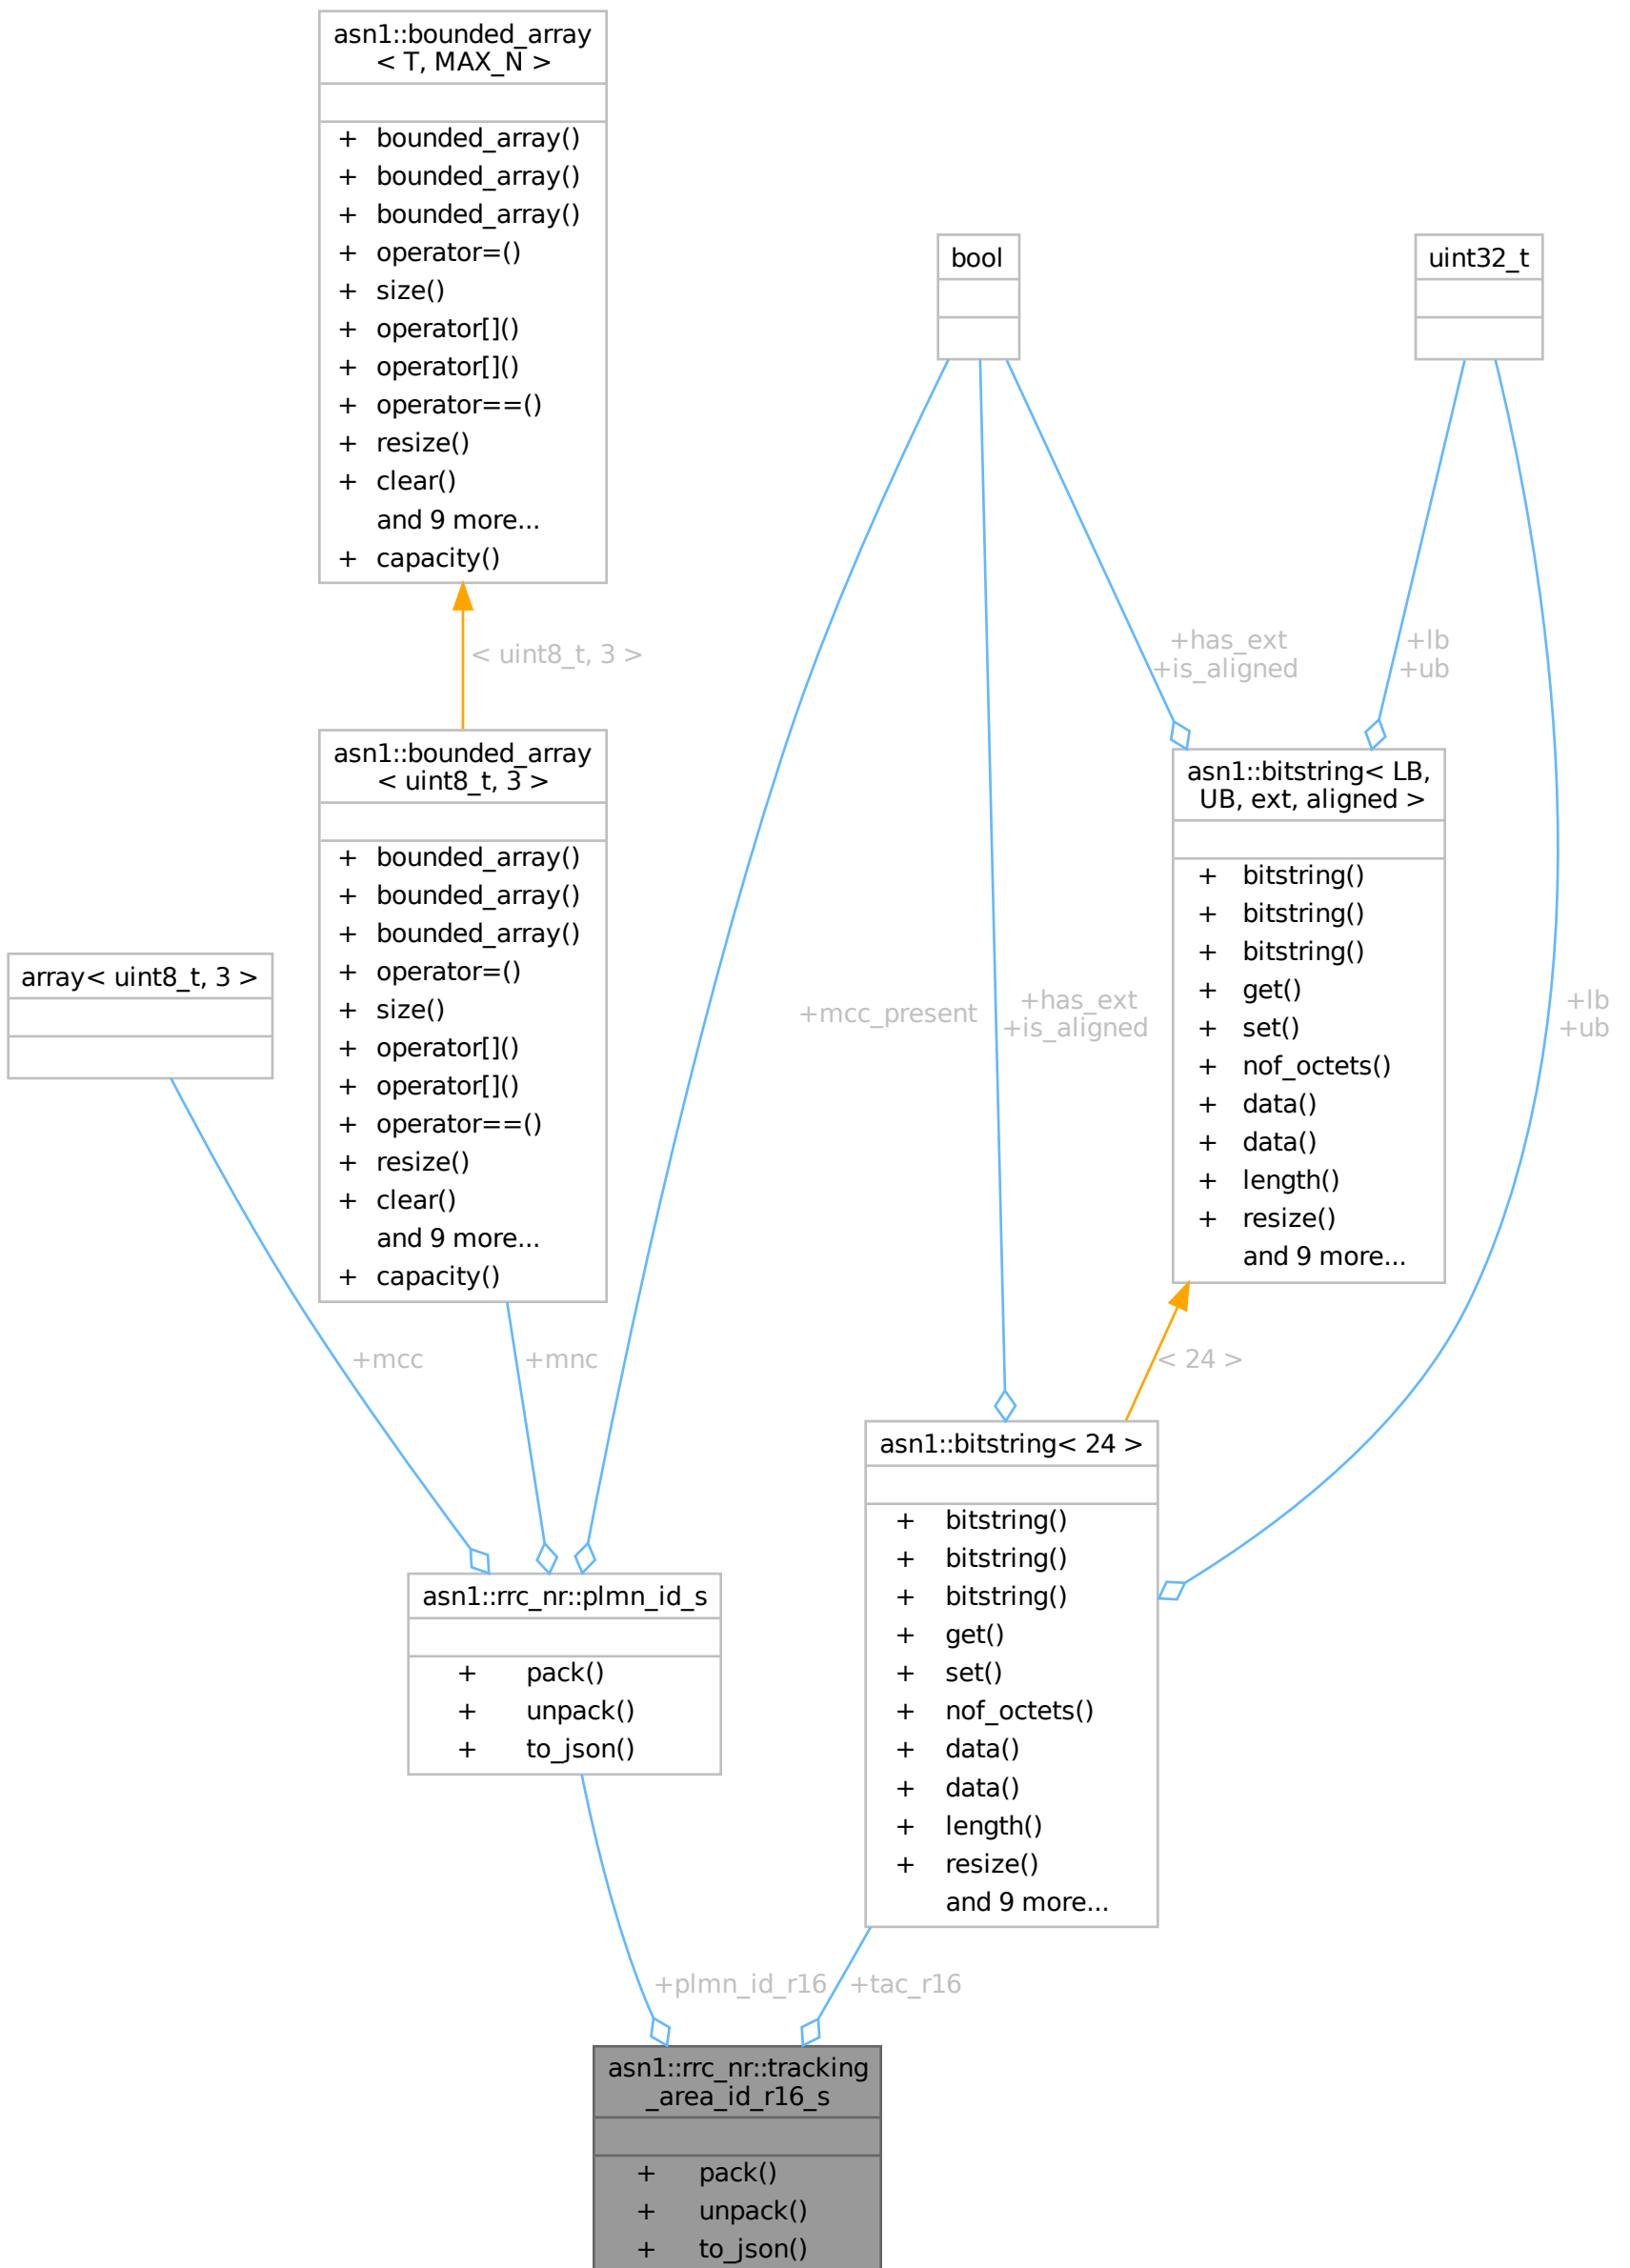 asn1::bounded_array
< T, MAX_N >
+ bounded_array()
+ bounded_array()
+ bounded_array()
+ operator=()
+ size()
+ operator[]()
+ operator[]()
+ operator==()
+ resize()
+ clear()
and 9 more...
+ capacity()
bool
uint32_t
< uint8_t, 3 >
+has_ext
+is_aligned
+lb
+ub
asn1::bounded_array
< uint8_t, 3 >
+ bounded_array()
+ bounded_array()
+ bounded_array()
+ operator=()
+ size()
+ operator[]()
+ operator[]()
+ operator==()
+ resize()
+ clear()
and 9 more...
+ capacity()
asn1::bitstring< LB,
UB, ext, aligned >
+ bitstring()
+ bitstring()
+ bitstring()
+ get()
+ set()
+ nof_octets()
+ data()
+ data()
+ length()
+ resize()
and 9 more...
array< uint8_t, 3 >
+mcc_present
+has_ext
+is_aligned
+lb
+ub
+mcc
+mnc
< 24 >
asn1::bitstring< 24 >
+ bitstring()
+ bitstring()
+ bitstring()
+ get()
+ set()
+ nof_octets()
+ data()
+ data()
+ length()
+ resize()
and 9 more...
asn1::rrc_nr::plmn_id_s
+ pack()
+ unpack()
+ to_json()
+plmn_id_r16
+tac_r16
asn1::rrc_nr::tracking
_area_id_r16_s
+ pack()
+ unpack()
+ to_json()